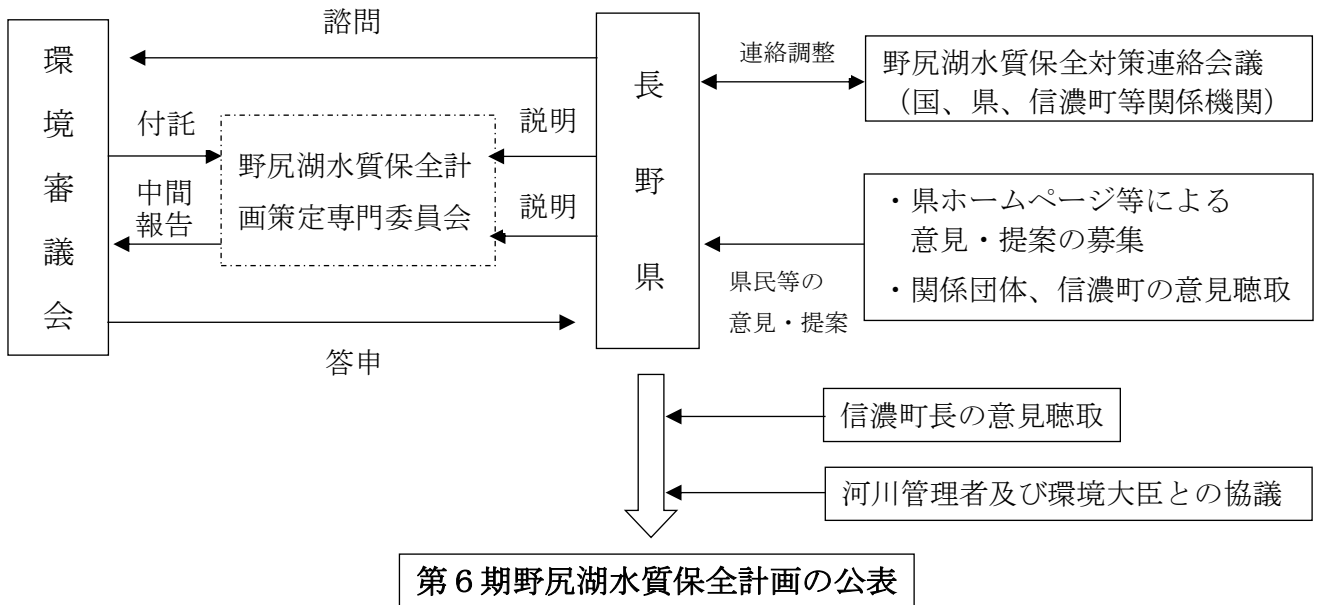 環境審議会
諮問
付託
中間
報告
野尻湖水質保全計
画策定専門委員会
説明
説明
答申
長野県
連絡調整
野尻湖水質保全対策連絡会議
(国、県、信濃町等関係機関)
・県ホームページ等による
意見・提案の募集
・関係団体、信濃町の意見聴取
県民等の
意見・提案
信濃町長の意見聴取
河川管理者及び環境大臣との協議
第6期野尻湖水質保全計画の公表